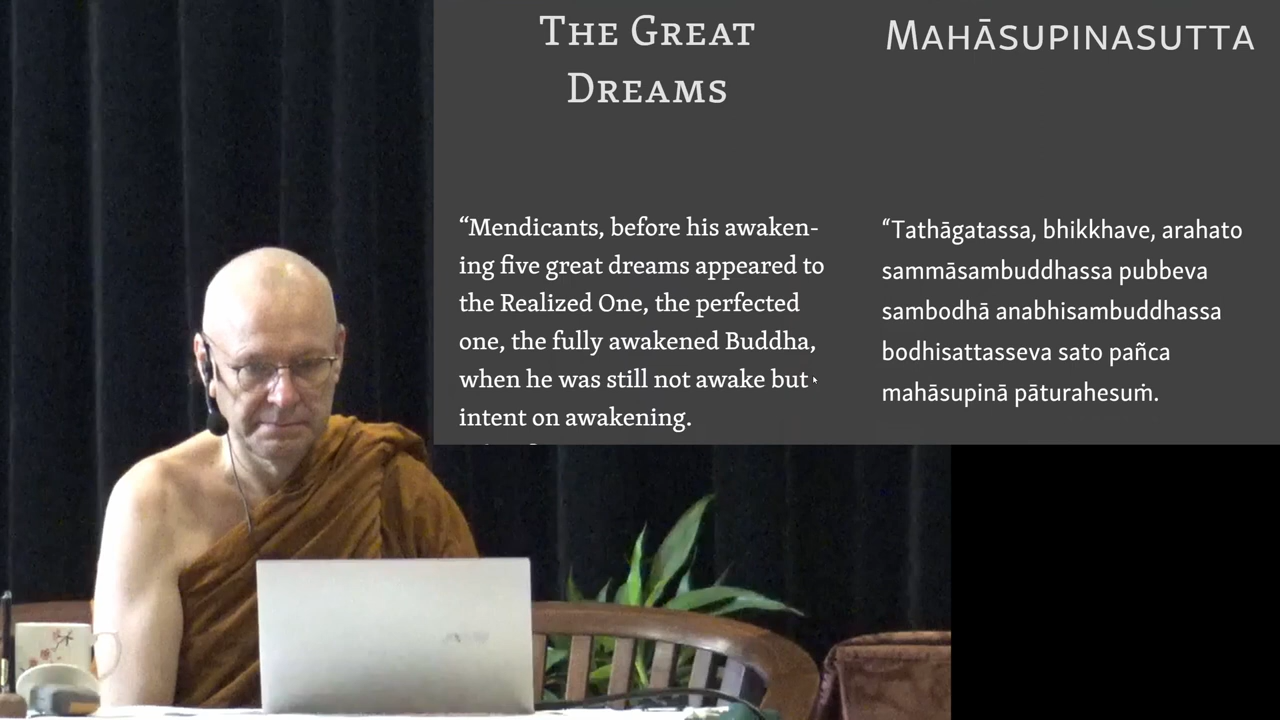 The Great
Dreams
“Mendicants, before his awaken-
ing five great dreams appeared to
the Realized One, the perfected
one, the fully awakened Buddha,
when he was still not awake but
intent on awakening.
Mahāsupinasutta
“Tathāgatassa, bhikkhave, arahato
sammāsambuddhassa pubbeva
sambodhā anabhisambuddhassa
bodhisattasseva sato pañca
mahāsupinā pāturahesuṁ.